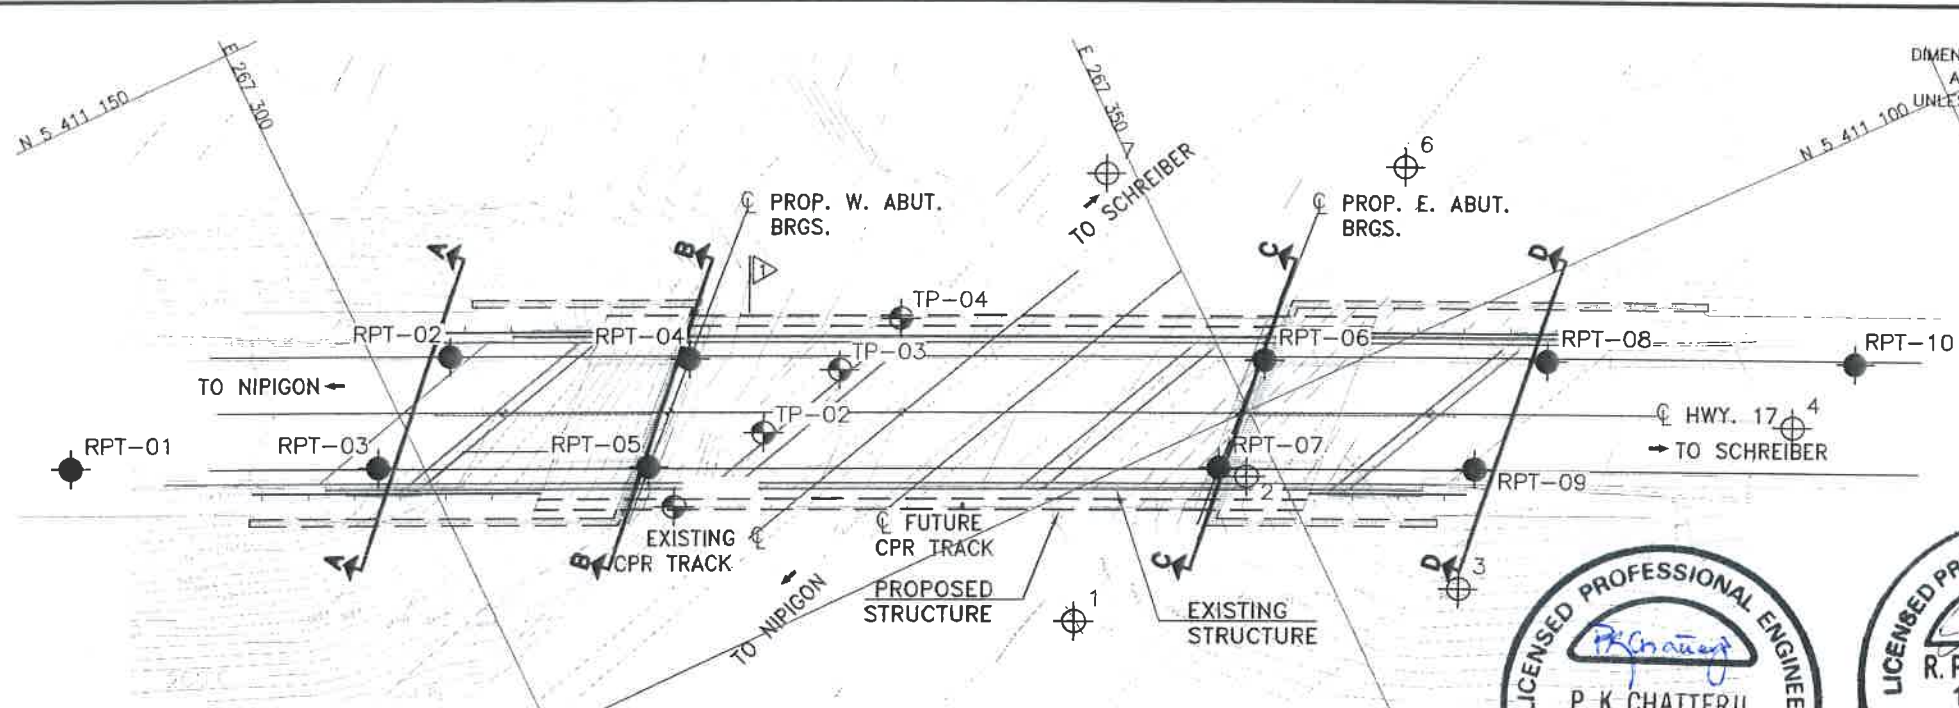 E 267 300
N 5 411 150
E 267 350
N 5 411 100
DIMEN
A
UNLES
6
TO SCHREIBER
℄ PROP. W. ABUT.
BRGS.
℄ PROP. E. ABUT.
BRGS.
A
B
C
D
1
TP-04
RPT-02
RPT-04
TP-03
RPT-06
RPT-08
RPT-10
TO NIPIGON
TP-02
℄ HWY. 17
4
TO SCHREIBER
RPT-01
RPT-03
RPT-05
RPT-07
2
RPT-09
EXISTING ℄
CPR TRACK
℄ FUTURE
CPR TRACK
A
B
C
D
3
TO NIPIGON
PROPOSED
STRUCTURE
1
EXISTING
STRUCTURE
LICENSED PROFESSIONAL ENGINEE
P. K. CHATTERJI
LICENSED PR
R. P